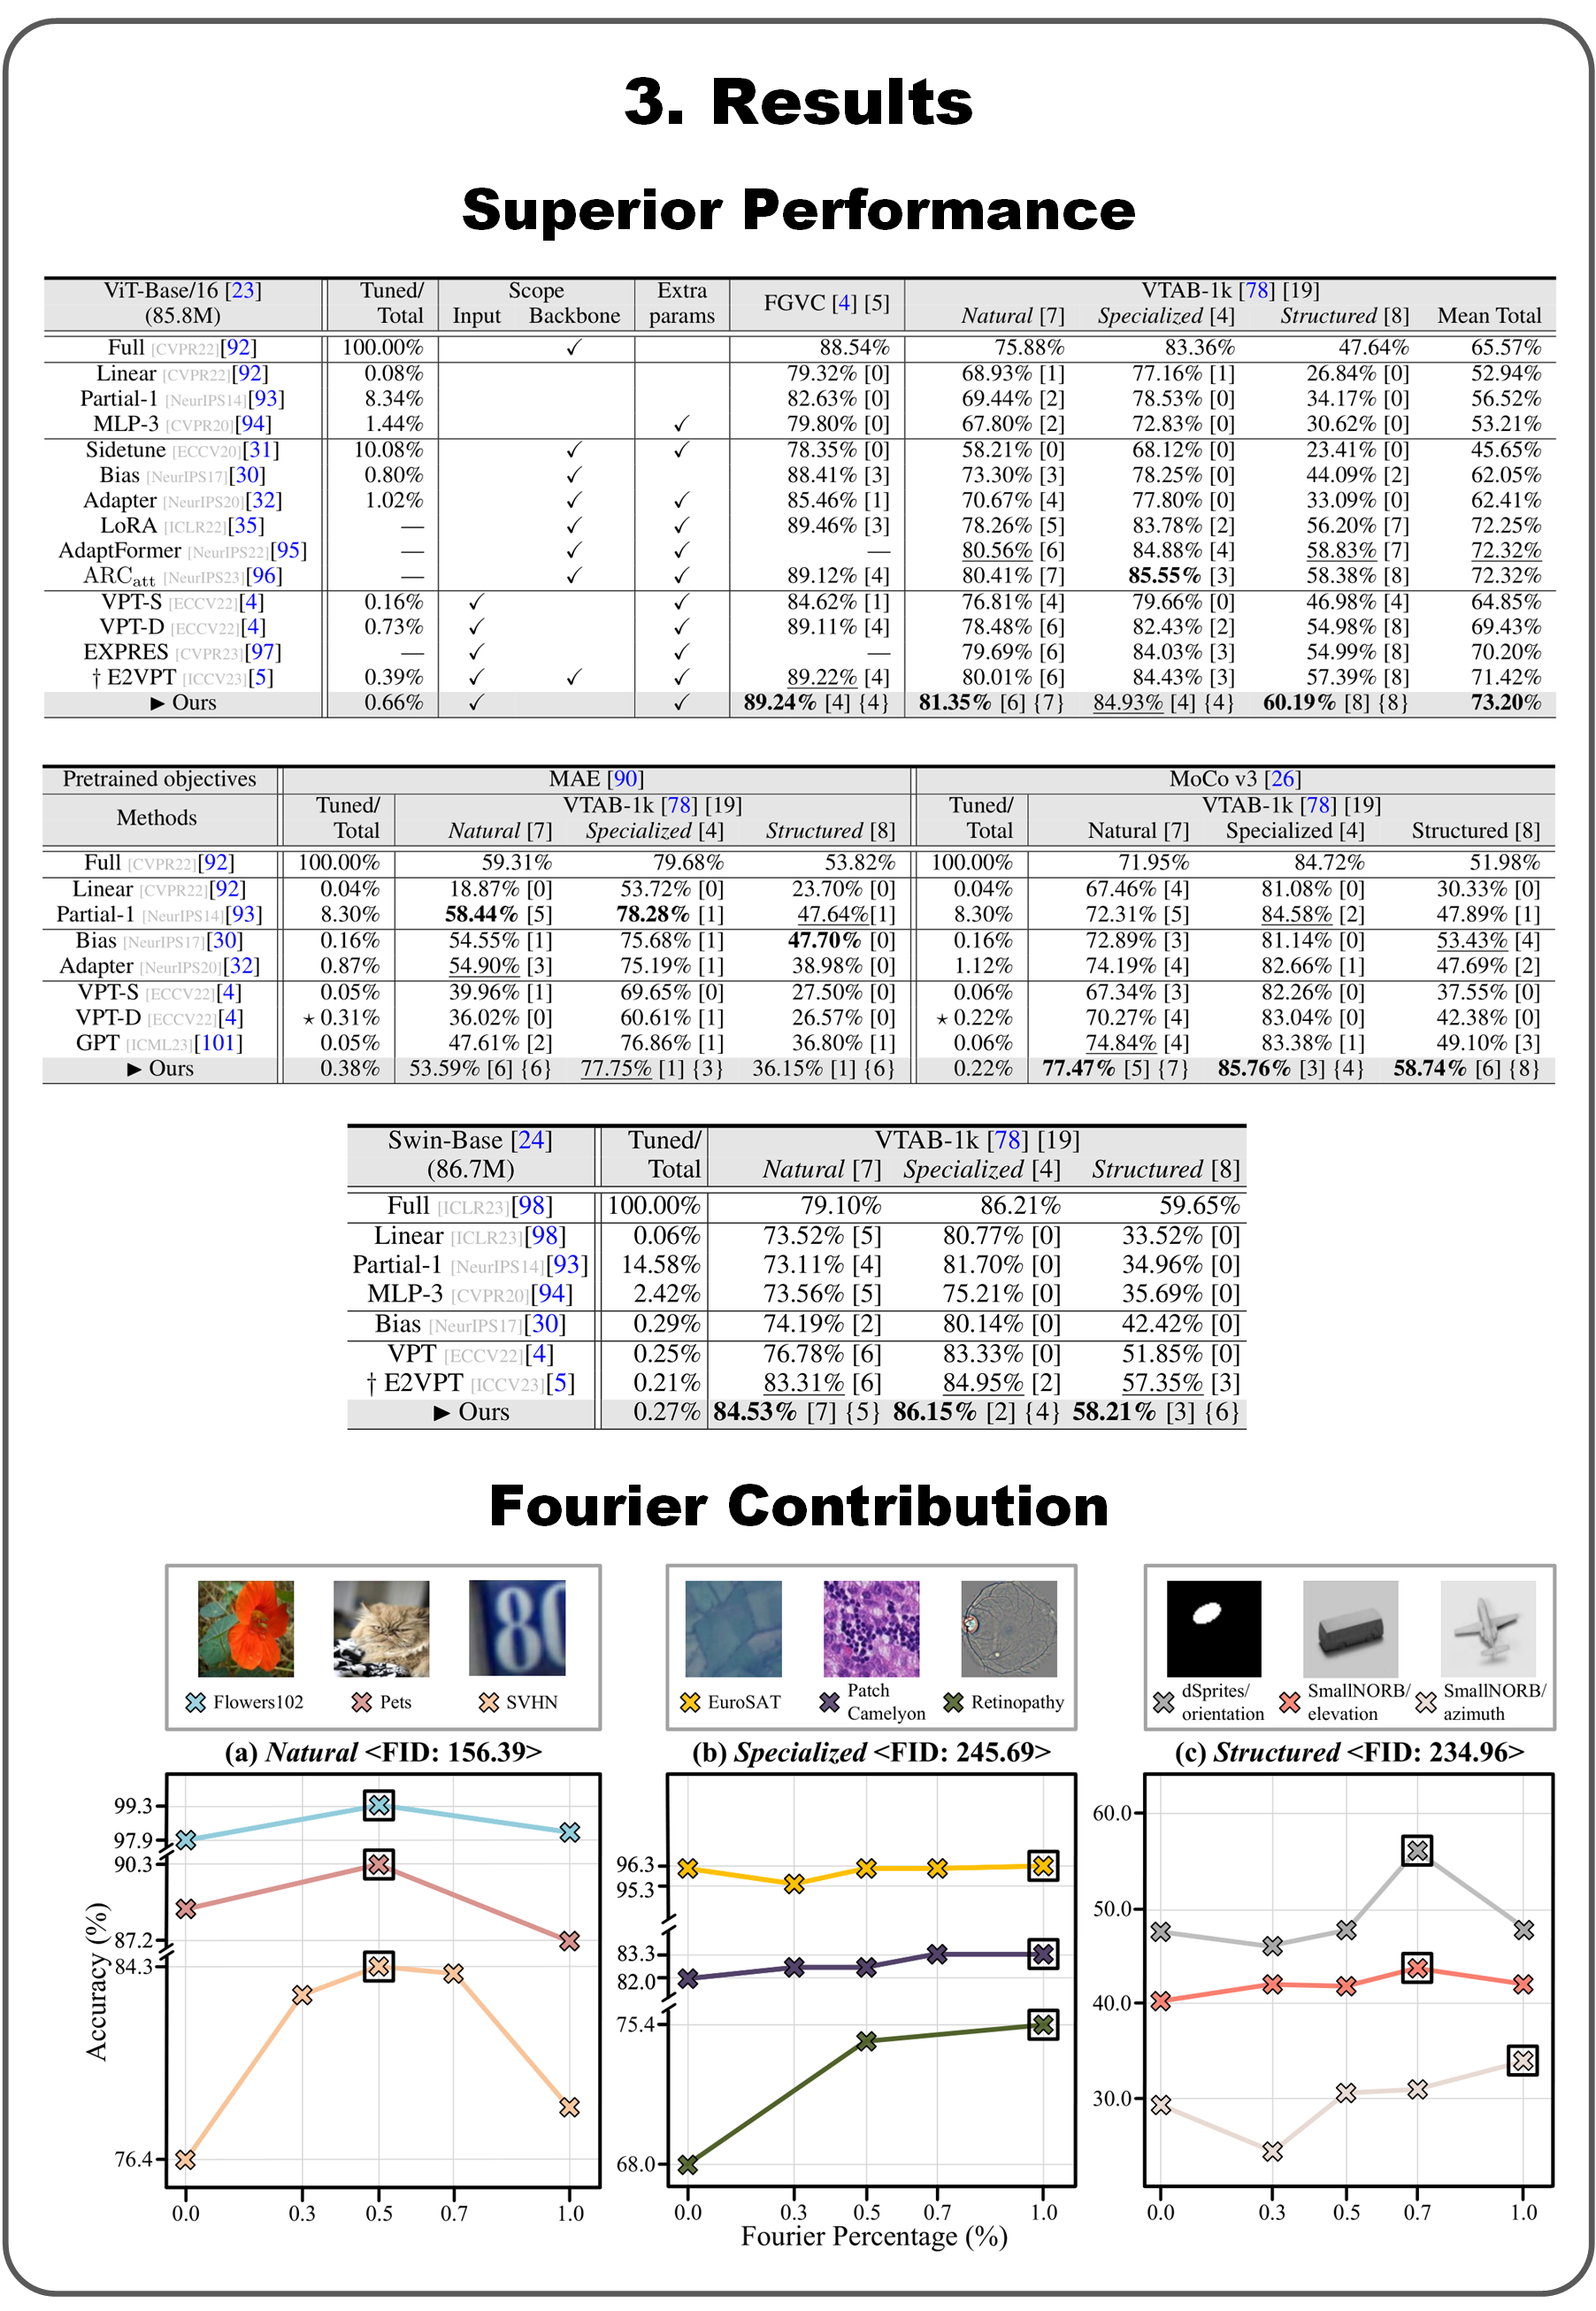 3. Results
Superior Performance
ViT-Base/16 [23] Tuned/ Scope Extra FGVC [4] [5] VTAB-1k [78] [19]
(85.8M) Total Input Backbone params Natural [7] Specialized [4] Structured [8] Mean Total
Full [CVPR22][92] 100.00% ✓ 88.54% 75.88% 83.36% 47.64% 65.57%
Linear [CVPR22][92] 0.08% 79.32% [0] 68.93% [1] 77.16% [1] 26.84% [0] 52.94%
Partial-1 [NeurIPS14][93] 8.34% 82.63% [0] 69.44% [2] 78.53% [0] 34.17% [0] 56.52%
MLP-3 [CVPR20][94] 1.44% ✓ 79.80% [0] 67.80% [2] 72.83% [0] 30.62% [0] 53.21%
Sidetune [ECCV20][31] 10.08% ✓ ✓ 78.35% [0] 58.21% [0] 68.12% [0] 23.41% [0] 45.65%
Bias [NeurIPS17][30] 0.80% ✓ 88.41% [3] 73.30% [3] 78.25% [0] 44.09% [2] 62.05%
Adapter [NeurIPS20][32] 1.02% ✓ ✓ 85.46% [1] 70.67% [4] 77.80% [0] 33.09% [0] 62.41%
LoRA [ICLR22][35] — ✓ ✓ 89.46% [3] 78.26% [5] 83.78% [2] 56.20% [7] 72.25%
AdaptFormer [NeurIPS22][95] — ✓ ✓ — 80.56% [6] 84.88% [4] 58.83% [7] 72.32%
ARCatt [NeurIPS23][96] — ✓ ✓ 89.12% [4] 80.41% [7] 85.55% [3] 58.38% [8] 72.32%
VPT-S [ECCV22][4] 0.16% ✓ ✓ 84.62% [1] 76.81% [4] 79.66% [0] 46.98% [4] 64.85%
VPT-D [ECCV22][4] 0.73% ✓ ✓ 89.11% [4] 78.48% [6] 82.43% [2] 54.98% [8] 69.43%
EXPRES [CVPR23][97] — ✓ ✓ — 79.69% [6] 84.03% [3] 54.99% [8] 70.20%
† E2VPT [ICCV23][5] 0.39% ✓ ✓ ✓ 89.22% [4] 80.01% [6] 84.43% [3] 57.39% [8] 71.42%
► Ours 0.66% ✓ ✓ 89.24% [4] {4} 81.35% [6] {7} 84.93% [4] {4} 60.19% [8] {8} 73.20%
Pretrained objectives MAE [90] MoCo v3 [26]
Methods Tuned/ VTAB-1k [78] [19] Tuned/ VTAB-1k [78] [19]
Total Natural [7] Specialized [4] Structured [8] Total Natural [7] Specialized [4] Structured [8]
Full [CVPR22][92] 100.00% 59.31% 79.68% 53.82% 100.00% 71.95% 84.72% 51.98%
Linear [CVPR22][92] 0.04% 18.87% [0] 53.72% [0] 23.70% [0] 0.04% 67.46% [4] 81.08% [0] 30.33% [0]
Partial-1 [NeurIPS14][93] 8.30% 58.44% [5] 78.28% [1] 47.64%[1] 8.30% 72.31% [5] 84.58% [2] 47.89% [1]
Bias [NeurIPS17][30] 0.16% 54.55% [1] 75.68% [1] 47.70% [0] 0.16% 72.89% [3] 81.14% [0] 53.43% [4]
Adapter [NeurIPS20][32] 0.87% 54.90% [3] 75.19% [1] 38.98% [0] 1.12% 74.19% [4] 82.66% [1] 47.69% [2]
VPT-S [ECCV22][4] 0.05% 39.96% [1] 69.65% [0] 27.50% [0] 0.06% 67.34% [3] 82.26% [0] 37.55% [0]
VPT-D [ECCV22][4] ⋆ 0.31% 36.02% [0] 60.61% [1] 26.57% [0] ⋆ 0.22% 70.27% [4] 83.04% [0] 42.38% [0]
GPT [ICML23][101] 0.05% 47.61% [2] 76.86% [1] 36.80% [1] 0.06% 74.84% [4] 83.38% [1] 49.10% [3]
► Ours 0.38% 53.59% [6] {6} 77.75% [1] {3} 36.15% [1] {6} 0.22% 77.47% [5] {7} 85.76% [3] {4} 58.74% [6] {8}
Swin-Base [24] Tuned/ VTAB-1k [78] [19]
(86.7M) Total Natural [7] Specialized [4] Structured [8]
Full [ICLR23][98] 100.00% 79.10% 86.21% 59.65%
Linear [ICLR23][98] 0.06% 73.52% [5] 80.77% [0] 33.52% [0]
Partial-1 [NeurIPS14][93] 14.58% 73.11% [4] 81.70% [0] 34.96% [0]
MLP-3 [CVPR20][94] 2.42% 73.56% [5] 75.21% [0] 35.69% [0]
Bias [NeurIPS17][30] 0.29% 74.19% [2] 80.14% [0] 42.42% [0]
VPT [ECCV22][4] 0.25% 76.78% [6] 83.33% [0] 51.85% [0]
† E2VPT [ICCV23][5] 0.21% 83.31% [6] 84.95% [2] 57.35% [3]
► Ours 0.27% 84.53% [7] {5} 86.15% [2] {4} 58.21% [3] {6}
Fourier Contribution
80
Flowers102 Pets SVHN
EuroSAT Patch Camelyon Retinopathy
dSprites/ orientation SmallNORB/ elevation SmallNORB/ azimuth
(a) Natural <FID: 156.39>
(b) Specialized <FID: 245.69>
(c) Structured <FID: 234.96>
Accuracy (%)
99.3
97.9
90.3
87.2
84.3
76.4
0.0 0.3 0.5 0.7 1.0
96.3
95.3
83.3
82.0
75.4
68.0
0.0 0.3 0.5 0.7 1.0
60.0
50.0
40.0
30.0
0.0 0.3 0.5 0.7 1.0
Fourier Percentage (%)